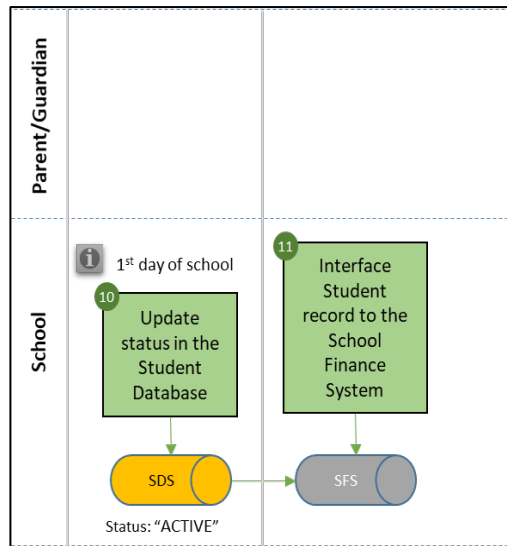 Parent/Guardian
School
i
1st day of school
10
Update
status in the
Student
Database
SDS
Status: “ACTIVE”
11
Interface
Student
record to the
School
Finance
System
SFS